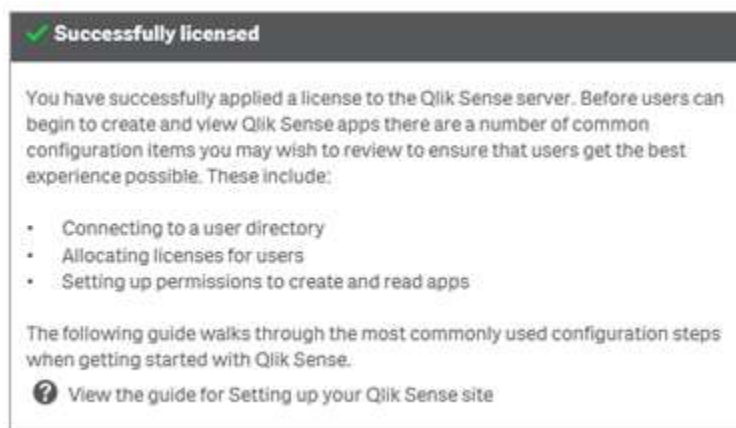 Successfully licensed
You have successfully applied a license to the Qlik Sense server. Before users can
begin to create and view Qlik Sense apps there are a number of common
configuration items you may wish to review to ensure that users get the best
experience possible. These include:
• Connecting to a user directory
• Allocating licenses for users
• Setting up permissions to create and read apps
The following guide walks through the most commonly used configuration steps
when getting started with Qlik Sense.
? View the guide for Setting up your Qlik Sense site